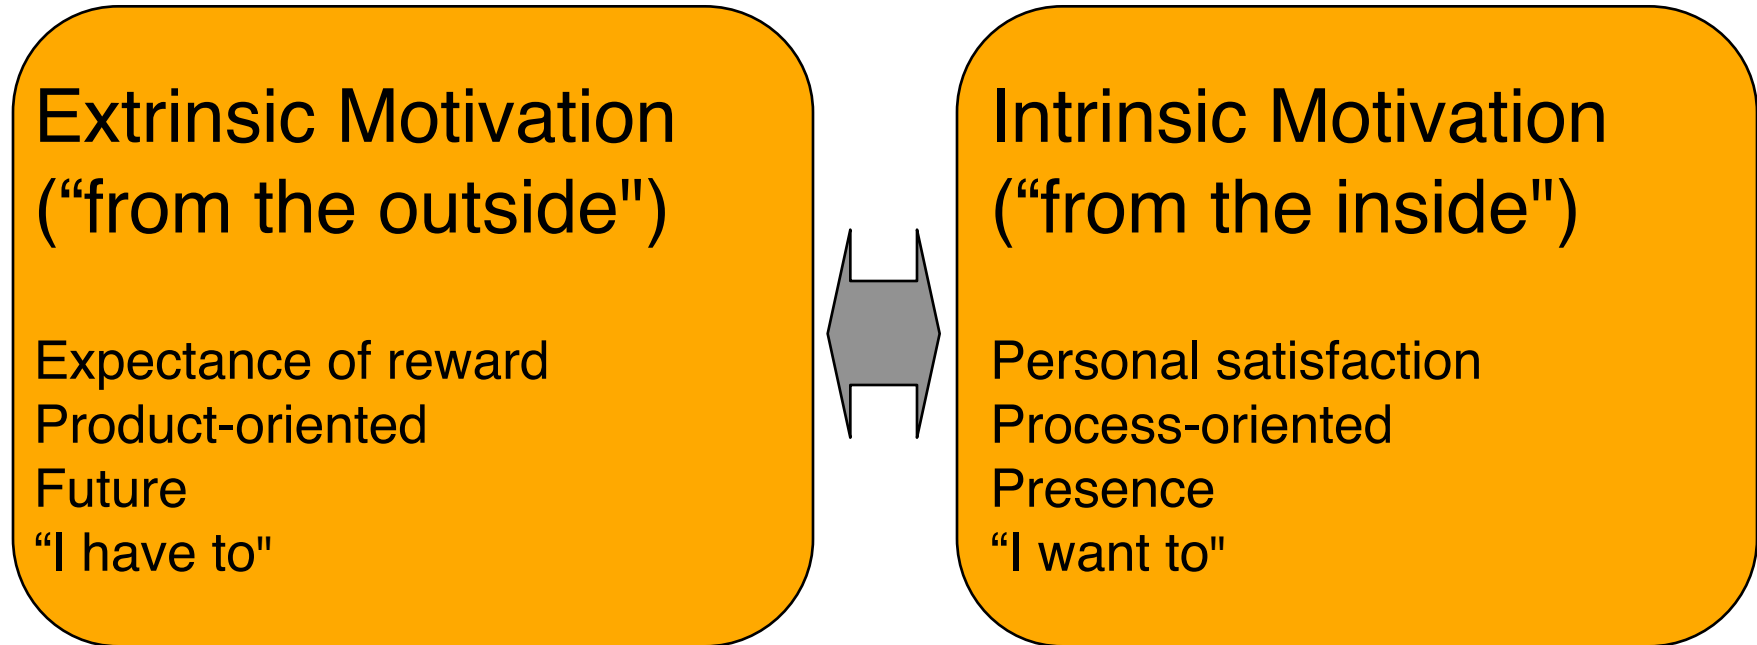 Extrinsic Motivation
(“from the outside")
Expectance of reward
Product-oriented
Future
“I have to"
Intrinsic Motivation
(“from the inside")
Personal satisfaction
Process-oriented
Presence
“I want to"